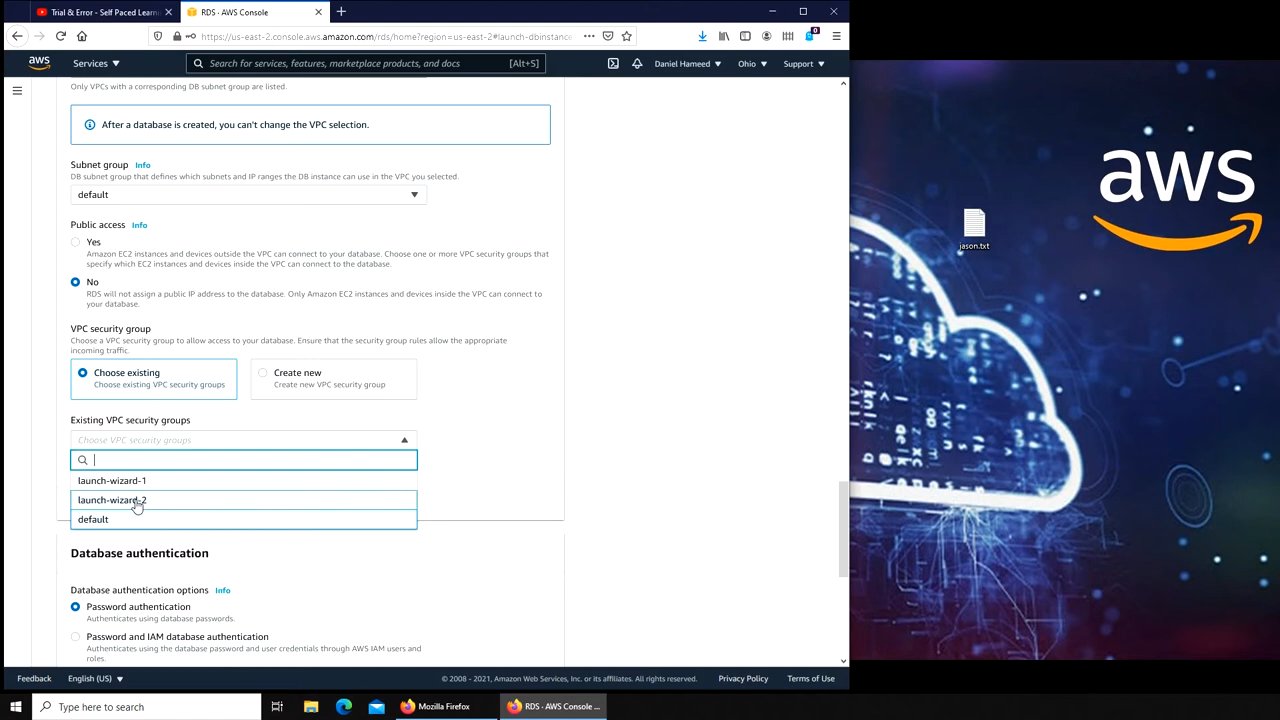 Trial & Error - Self Paced Learni
RDS · AWS Console
https://us-east-2.console.aws.amazon.com/rds/home?region=us-east-2#launch-dbinstance
0
aws
Services
Search for services, features, marketplace products, and docs
[Alt+S]
Daniel Hameed
Ohio
Support
Only VPCs with a corresponding DB subnet group are listed.
After a database is created, you can't change the VPC selection.
Subnet group Info
DB subnet group that defines which subnets and IP ranges the DB instance can use in the VPC you selected.
default
Public access Info
Yes
Amazon EC2 instances and devices outside the VPC can connect to your database. Choose one or more VPC security groups that
specify which EC2 instances and devices inside the VPC can connect to the database.
No
RDS will not assign a public IP address to the database. Only Amazon EC2 instances and devices inside the VPC can connect to
your database.
VPC security group
Choose a VPC security group to allow access to your database. Ensure that the security group rules allow the appropriate
incoming traffic.
Choose existing
Choose existing VPC security groups
Create new
Create new VPC security group
Existing VPC security groups
Choose VPC security groups
launch-wizard-1
launch-wizard-2
default
Database authentication
Database authentication options Info
Password authentication
Authenticates using database passwords.
Password and IAM database authentication
Authenticates using the database password and user credentials through AWS IAM users and
roles.
Feedback
English (US)
© 2008 - 2021, Amazon Web Services, Inc. or its affiliates. All rights reserved.
Privacy Policy
Terms of Use
Type here to search
Mozilla Firefox
RDS · AWS Console ...
aws
jason.txt